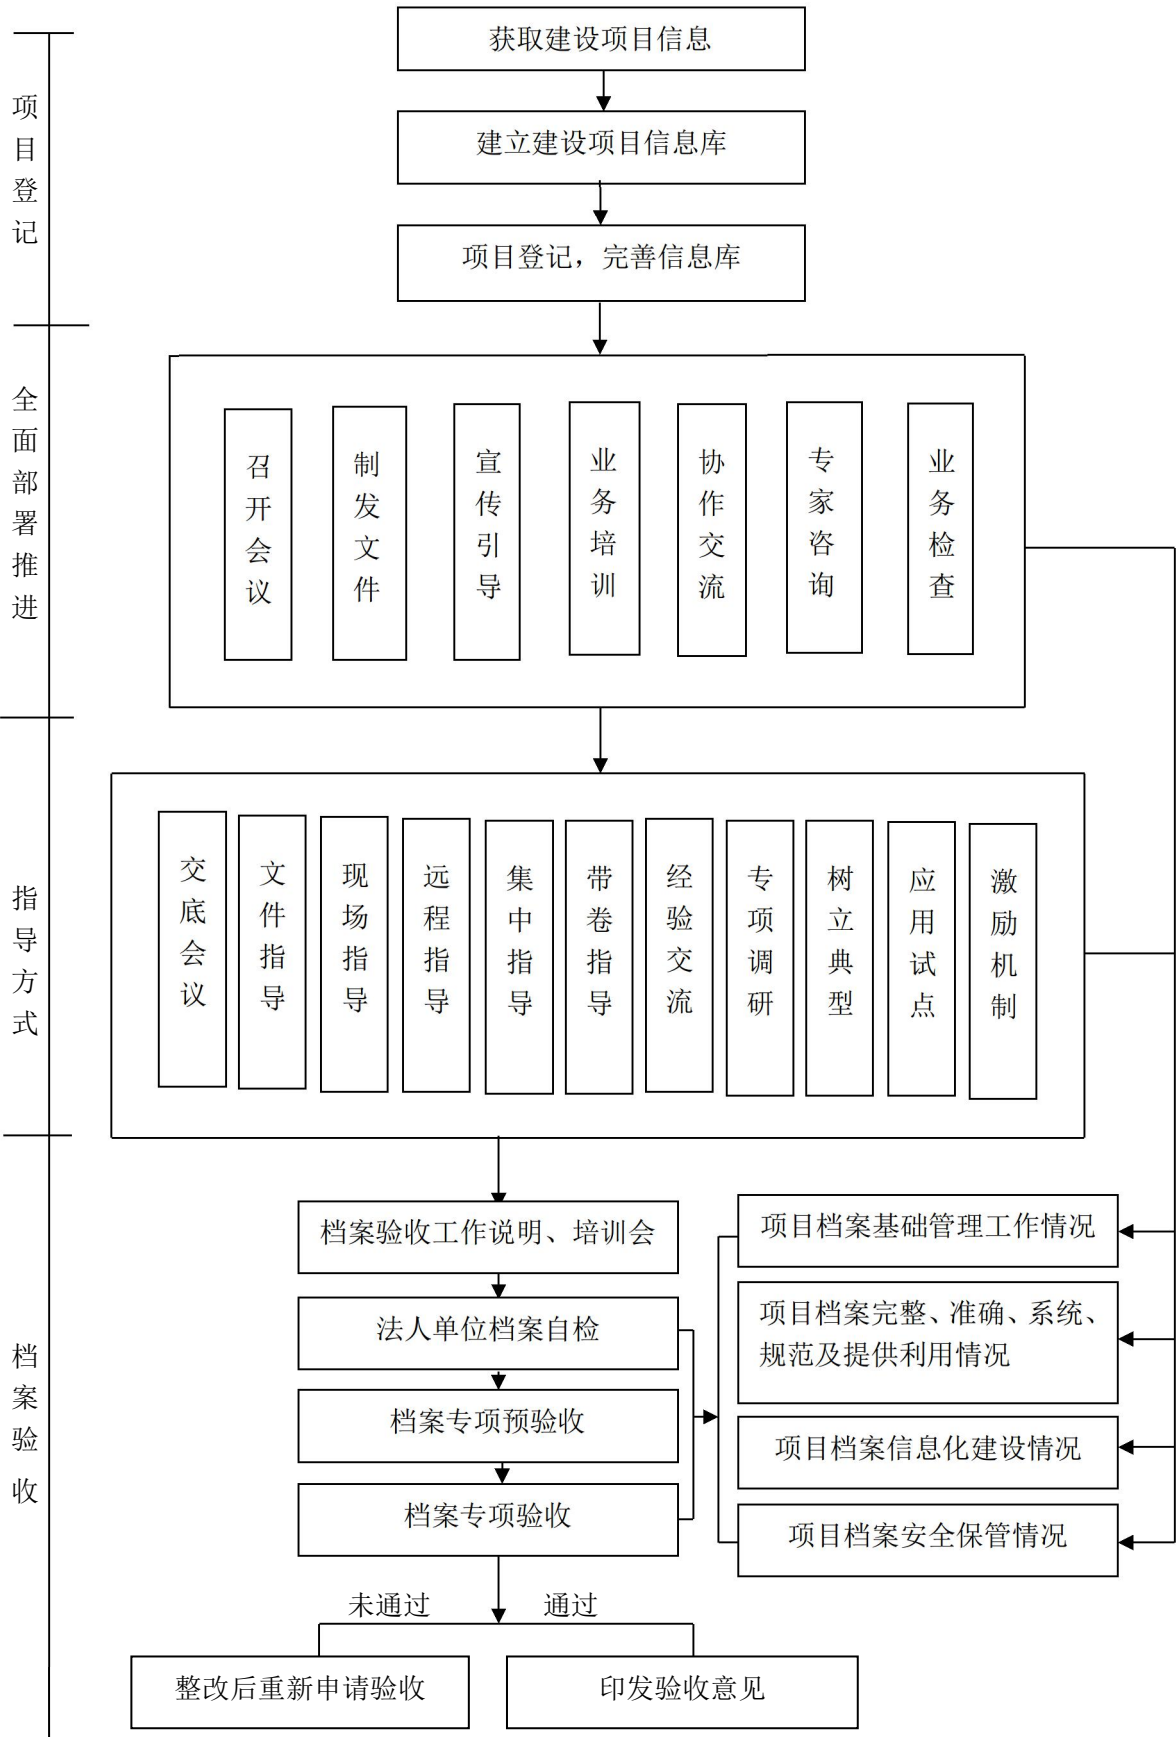 项目登记
获取建设项目信息
建立建设项目信息库
项目登记，完善信息库
全面部署推进
召开会议
制发文件
宣传引导
业务培训
协作交流
专家咨询
业务检查
指导方式
交底会议
文件指导
现场指导
远程指导
集中指导
带卷指导
经验交流
专项调研
树立典型
应用试点
激励机制
档案验收
档案验收工作说明、培训会
法人单位档案自检
档案专项预验收
档案专项验收
项目档案基础管理工作情况
项目档案完整、准确、系统、
规范及提供利用情况
项目档案信息化建设情况
项目档案安全保管情况
未通过
通过
整改后重新申请验收
印发验收意见